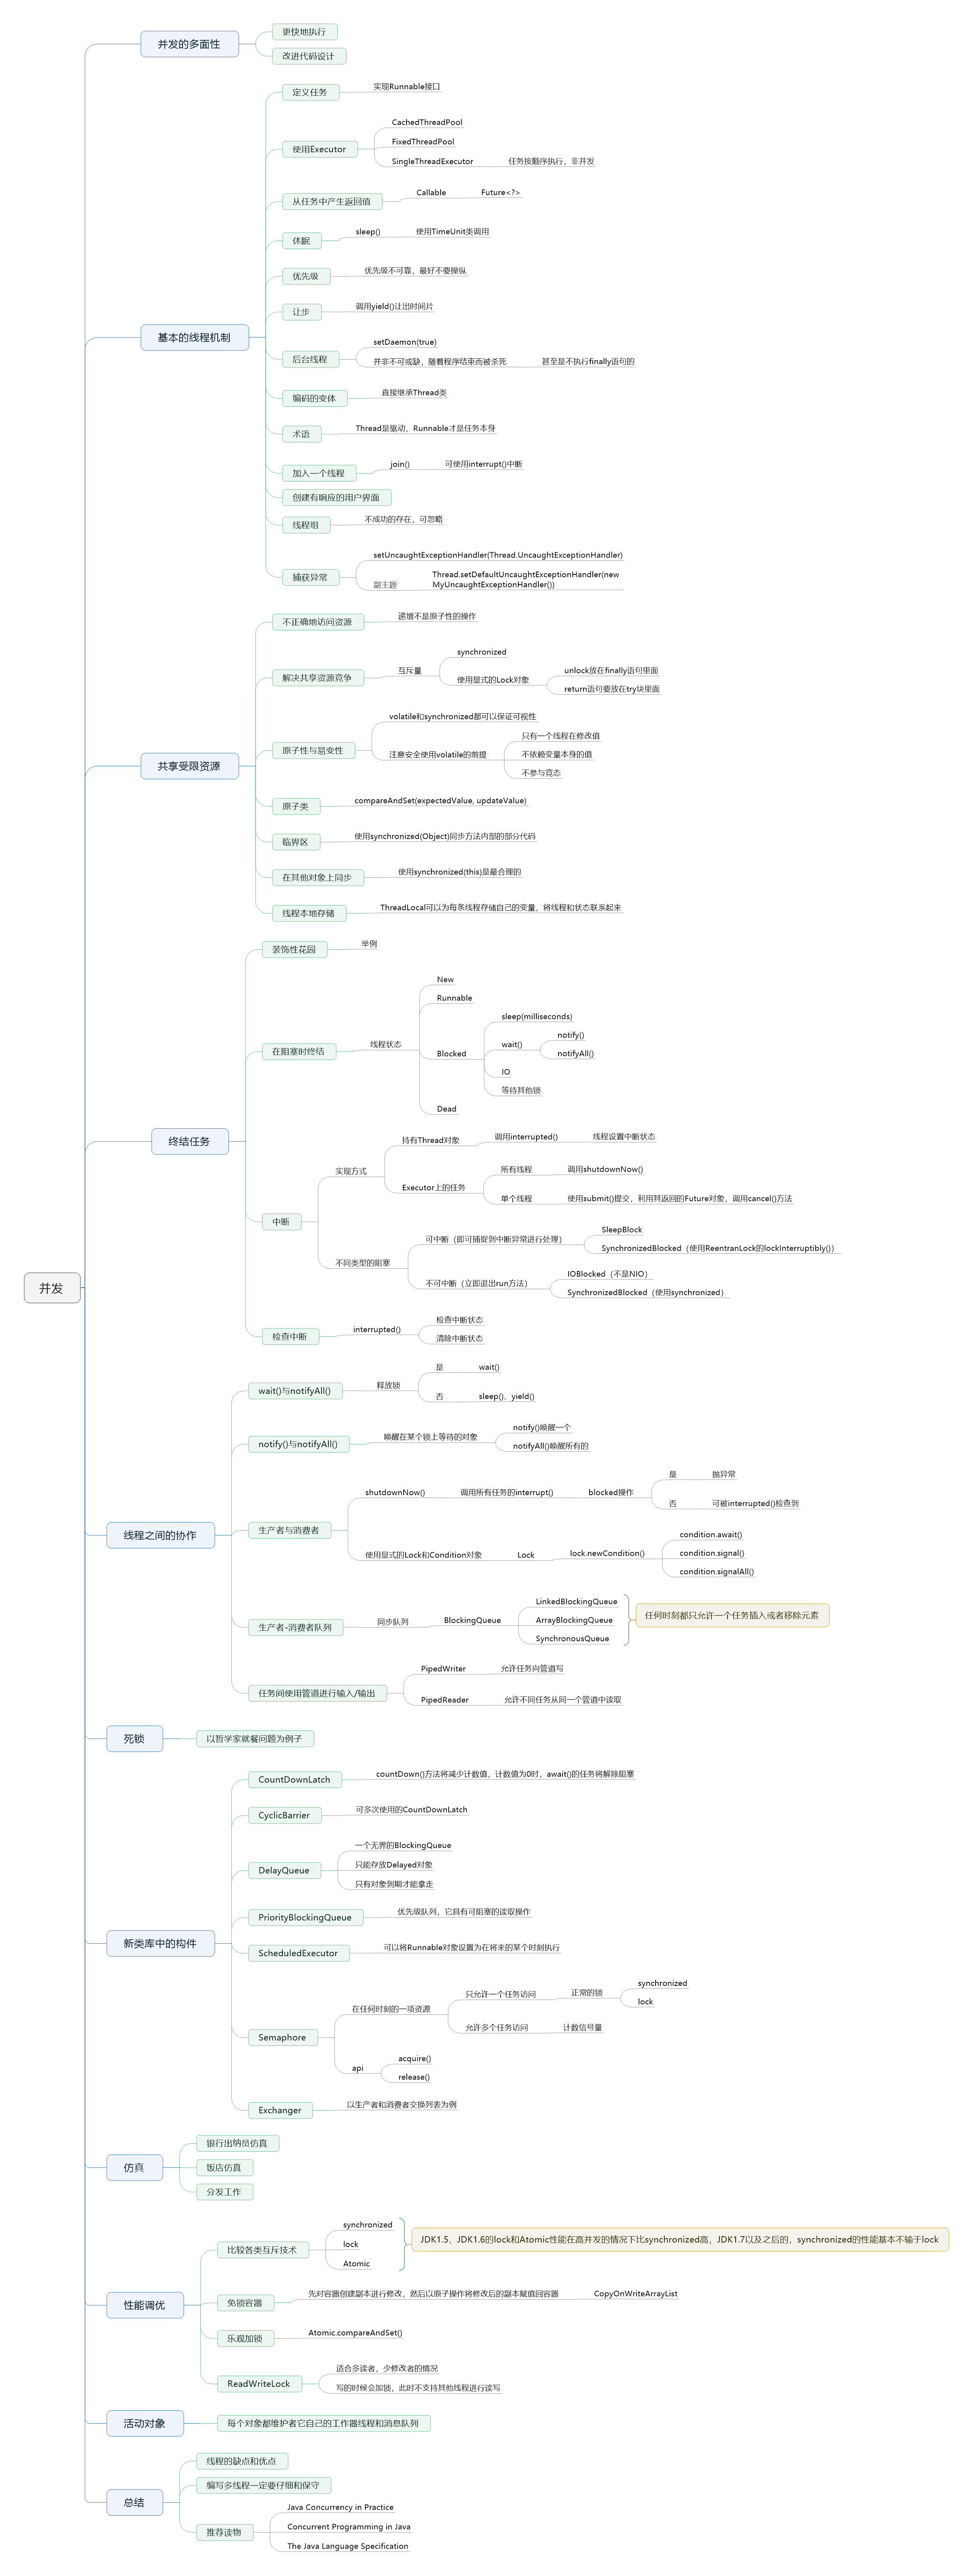 并发
并发的多面性
更快地执行
改进代码设计
基本的线程机制
定义任务
实现Runnable接口
使用Executor
CachedThreadPool
FixedThreadPool
SingleThreadExecutor
任务按顺序执行，非并发
从任务中产生返回值
Callable
Future<?>
休眠
sleep()
使用TimeUnit类调用
优先级
优先级不可靠，最好不要操纵
让步
调用yield()让出时间片
后台线程
setDaemon(true)
并非不可或缺，随着程序结束而被杀死
甚至是不执行finally语句的
编码的变体
直接继承Thread类
术语
Thread是驱动，Runnable才是任务本身
加入一个线程
join()
可使用interrupt()中断
创建有响应的用户界面
线程组
不成功的存在，可忽略
捕获异常
setUncaughtExceptionHandler(Thread.UncaughtExceptionHandler)
副主题
Thread.setDefaultUncaughtExceptionHandler(new
MyUncaughtExceptionHandler())
共享受限资源
不正确地访问资源
递增不是原子性的操作
解决共享资源竞争
互斥量
synchronized
使用显式的Lock对象
unlock放在finally语句里面
return语句要放在try块里面
原子性与易变性
volatile和synchronized都可以保证可视性
注意安全使用volatile的前提
只有一个线程在修改值
不依赖变量本身的值
不参与竞态
原子类
compareAndSet(expectedValue, updateValue)
临界区
使用synchronized(Object)同步方法内部的部分代码
在其他对象上同步
使用synchronized(this)是最合理的
线程本地存储
ThreadLocal可以为每条线程存储自己的变量，将线程和状态联系起来
终结任务
装饰性花园
举例
在阻塞时终结
线程状态
New
Runnable
Blocked
sleep(milliseconds)
wait()
notify()
notifyAll()
IO
等待其他锁
Dead
中断
实现方式
持有Thread对象
调用interrupted()
线程设置中断状态
Executor上的任务
所有线程
调用shutdownNow()
单个线程
使用submit()提交，利用其返回的Future对象，调用cancel()方法
不同类型的阻塞
可中断（即可捕捉到中断异常进行处理）
SleepBlock
SynchronizedBlocked（使用ReentranLock的lockInterruptibly()）
不可中断（立即退出run方法）
IOBlocked（不是NIO）
SynchronizedBlocked（使用synchronized）
检查中断
interrupted()
检查中断状态
清除中断状态
线程之间的协作
wait()与notifyAll()
释放锁
是
wait()
否
sleep()、yield()
notify()与notifyAll()
唤醒在某个锁上等待的对象
notify()唤醒一个
notifyAll()唤醒所有的
生产者与消费者
shutdownNow()
调用所有任务的interrupt()
blocked操作
是
抛异常
否
可被interrupted()检查到
使用显式的Lock和Condition对象
Lock
lock.newCondition()
condition.await()
condition.signal()
condition.signalAll()
生产者-消费者队列
同步队列
BlockingQueue
LinkedBlockingQueue
ArrayBlockingQueue
SynchronousQueue
任何时刻都只允许一个任务插入或者移除元素
任务间使用管道进行输入/输出
PipedWriter
允许任务向管道写
PipedReader
允许不同任务从同一个管道中读取
死锁
以哲学家就餐问题为例子
新类库中的构件
CountDownLatch
countDown()方法将减少计数值，计数值为0时，await()的任务将解除阻塞
CyclicBarrier
可多次使用的CountDownLatch
DelayQueue
一个无界的BlockingQueue
只能存放Delayed对象
只有对象到期才能拿走
PriorityBlockingQueue
优先级队列，它具有可阻塞的读取操作
ScheduledExecutor
可以将Runnable对象设置为在将来的某个时刻执行
Semaphore
在任何时刻的一项资源
只允许一个任务访问
正常的锁
synchronized
lock
允许多个任务访问
计数信号量
api
acquire()
release()
Exchanger
以生产者和消费者交换列表为例
仿真
银行出纳员仿真
饭店仿真
分发工作
性能调优
比较各类互斥技术
synchronized
lock
Atomic
JDK1.5、JDK1.6的lock和Atomic性能在高并发的情况下比synchronized高，JDK1.7以及之后的，synchronized的性能基本不输于lock
免锁容器
先对容器创建副本进行修改，然后以原子操作将修改后的副本赋值回容器
CopyOnWriteArrayList
乐观加锁
Atomic.compareAndSet()
ReadWriteLock
适合多读者，少修改者的情况
写的时候会加锁，此时不支持其他线程进行读写
活动对象
每个对象都维护者它自己的工作器线程和消息队列
总结
线程的缺点和优点
编写多线程一定要仔细和保守
推荐读物
Java Concurrency in Practice
Concurrent Programming in Java
The Java Language Specification